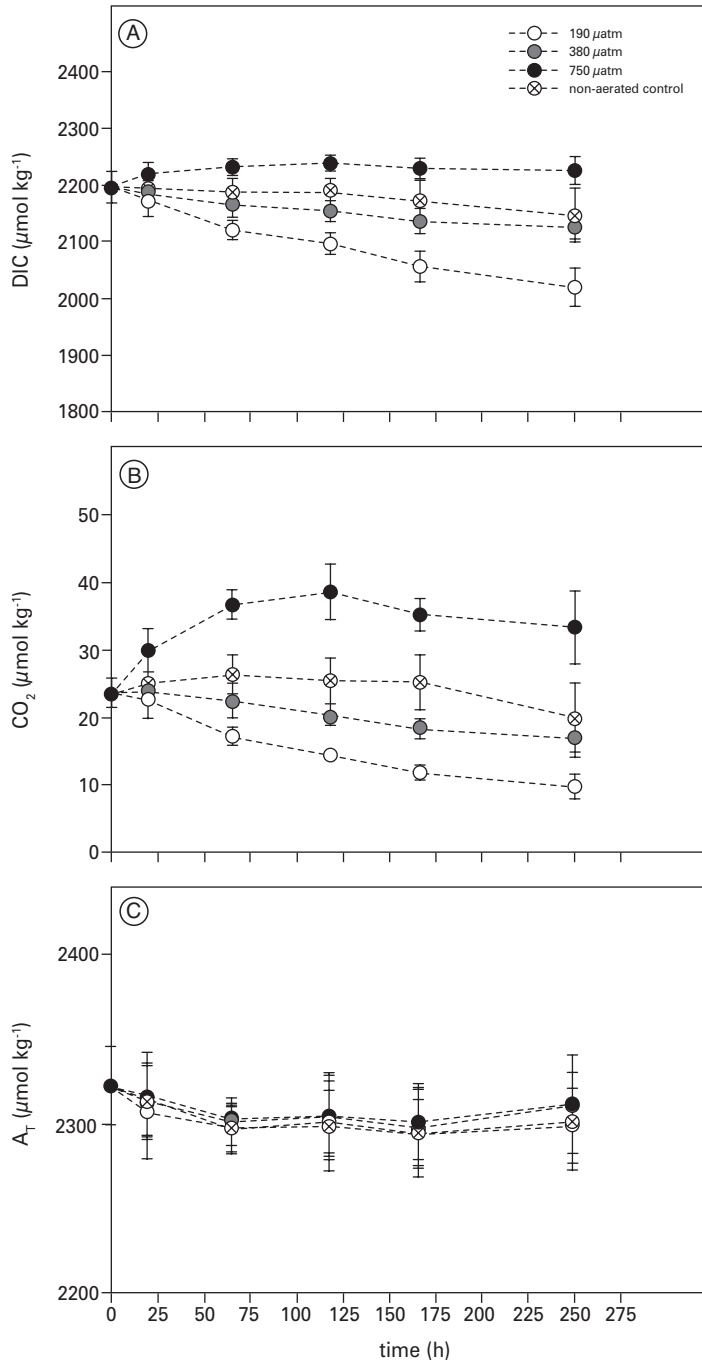 A
190 µatm
380 µatm
750 µatm
non-aerated control
2400
2300
2200
2100
2000
1900
1800
DIC (µmol kg⁻¹)
B
50
40
30
20
10
0
CO₂ (µmol kg⁻¹)
C
2400
2300
2200
A_T (µmol kg⁻¹)
0 25 50 75 100 125 150 175 200 225 250 275
time (h)